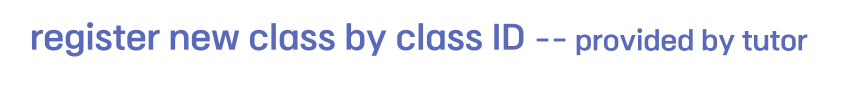 register new class by class ID -- provided by tutor